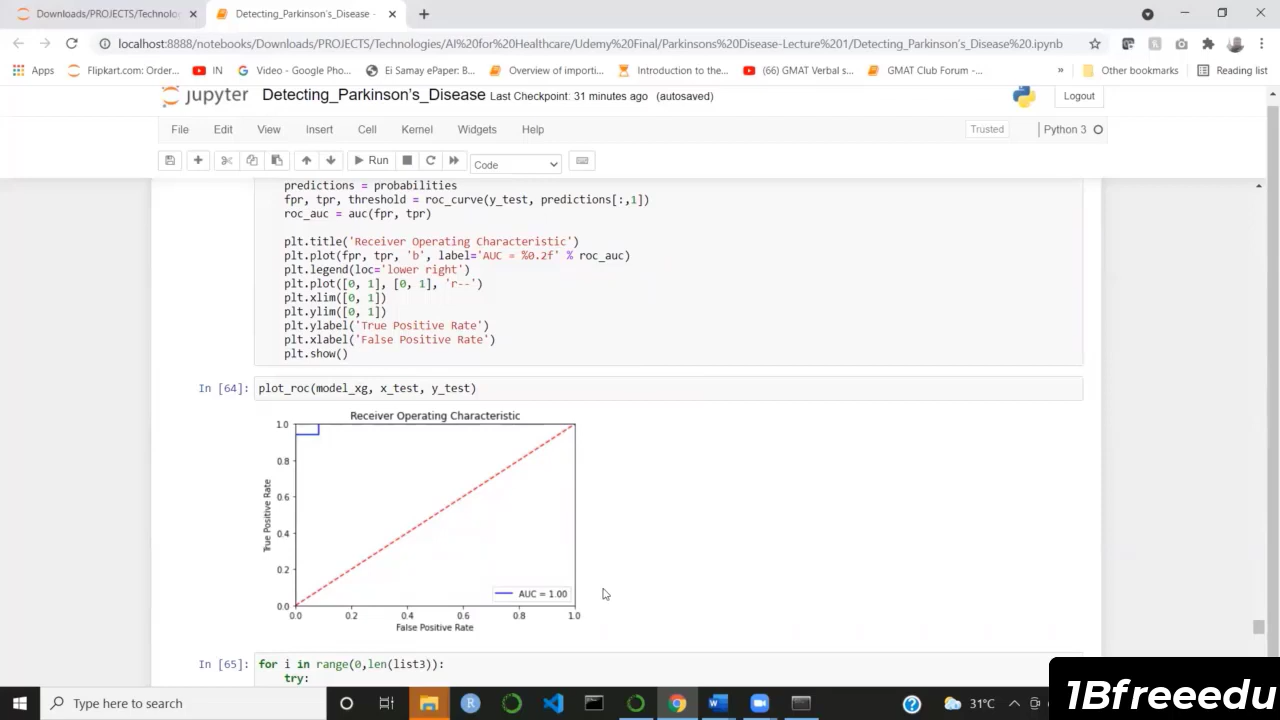 Downloads/PROJECTS/Technolog
Detecting_Parkinson's_Disease -
localhost:8888/notebooks/Downloads/PROJECTS/Technologies/AI%20for%20Healthcare/Udemy%20Final/Parkinsons%20Disease-Lecture%201/Detecting_Parkinson's_Disease%20.ipynb
Apps
Flipkart.com: Order...
IN
Video - Google Pho...
Ei Samay ePaper: B...
Overview of importi...
Introduction to the...
(66) GMAT Verbal s...
GMAT Club Forum -...
»
Other bookmarks
Reading list
jupyter Detecting_Parkinson's_Disease Last Checkpoint: 31 minutes ago (autosaved)
Logout
File Edit View Insert Cell Kernel Widgets Help
Trusted
Python 3
Run
Code
predictions = probabilities
fpr, tpr, threshold = roc_curve(y_test, predictions[:,1])
roc_auc = auc(fpr, tpr)
plt.title('Receiver Operating Characteristic')
plt.plot(fpr, tpr, 'b', label='AUC = %0.2f' % roc_auc)
plt.legend(loc='lower right')
plt.plot([0, 1], [0, 1], 'r--')
plt.xlim([0, 1])
plt.ylim([0, 1])
plt.ylabel('True Positive Rate')
plt.xlabel('False Positive Rate')
plt.show()
In [64]: plot_roc(model_xg, x_test, y_test)
Receiver Operating Characteristic
1.0
0.8
0.6
0.4
0.2
0.0
True Positive Rate
AUC = 1.00
0.0 0.2 0.4 0.6 0.8 1.0
False Positive Rate
In [65]: for i in range(0,len(list3)):
try:
Type here to search
31°C
1Bfreeedu